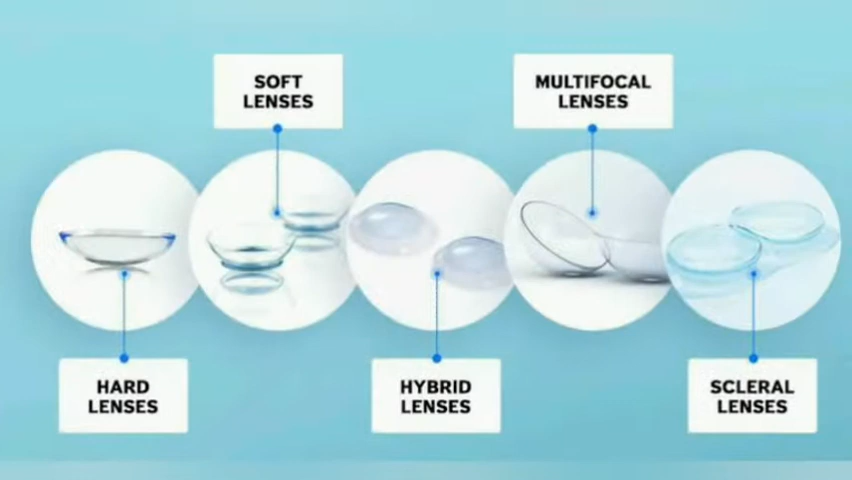 SOFT
LENSES
MULTIFOCAL
LENSES
HARD
LENSES
HYBRID
LENSES
SCLERAL
LENSES